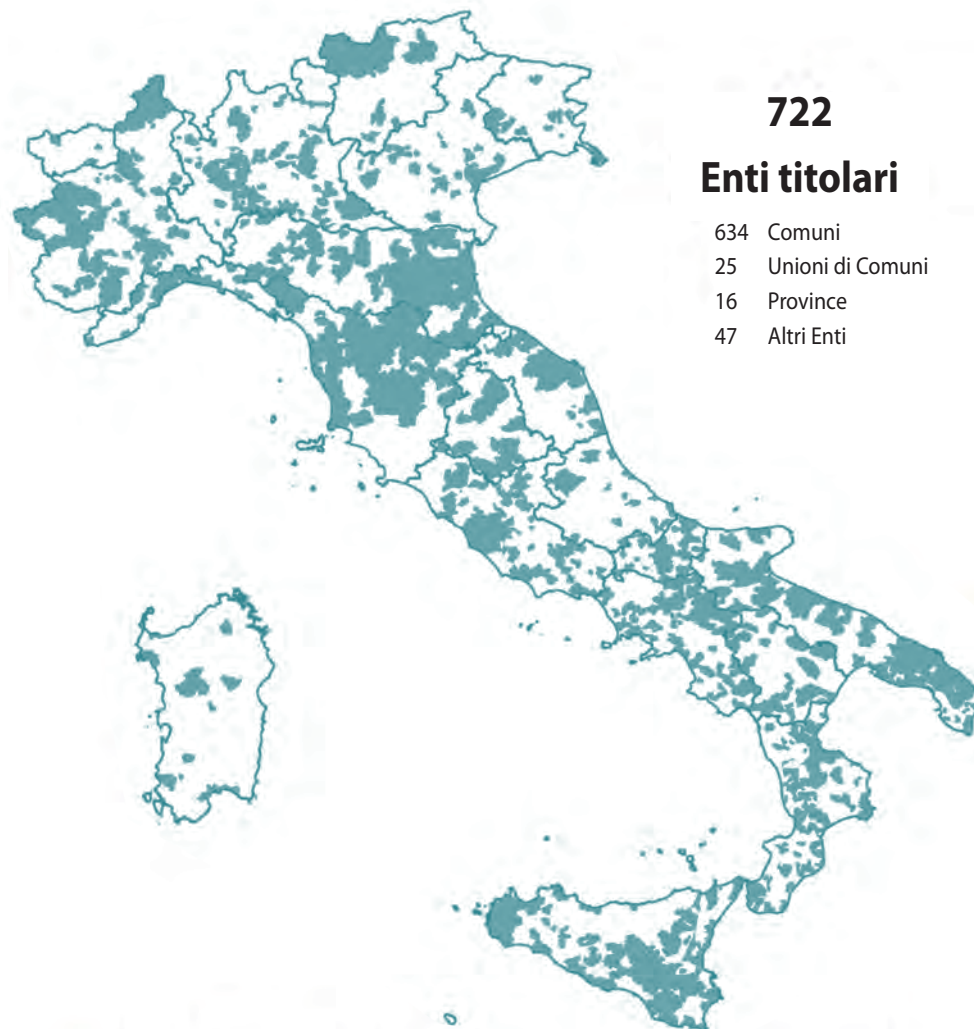 722
Enti titolari
634 Comuni
25 Unioni di Comuni
16 Province
47 Altri Enti